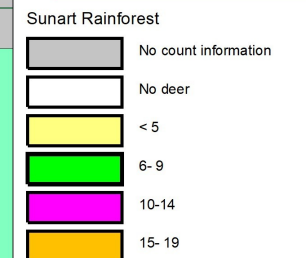 Sunart Rainforest
No count information
No deer
< 5
6- 9
10-14
15- 19